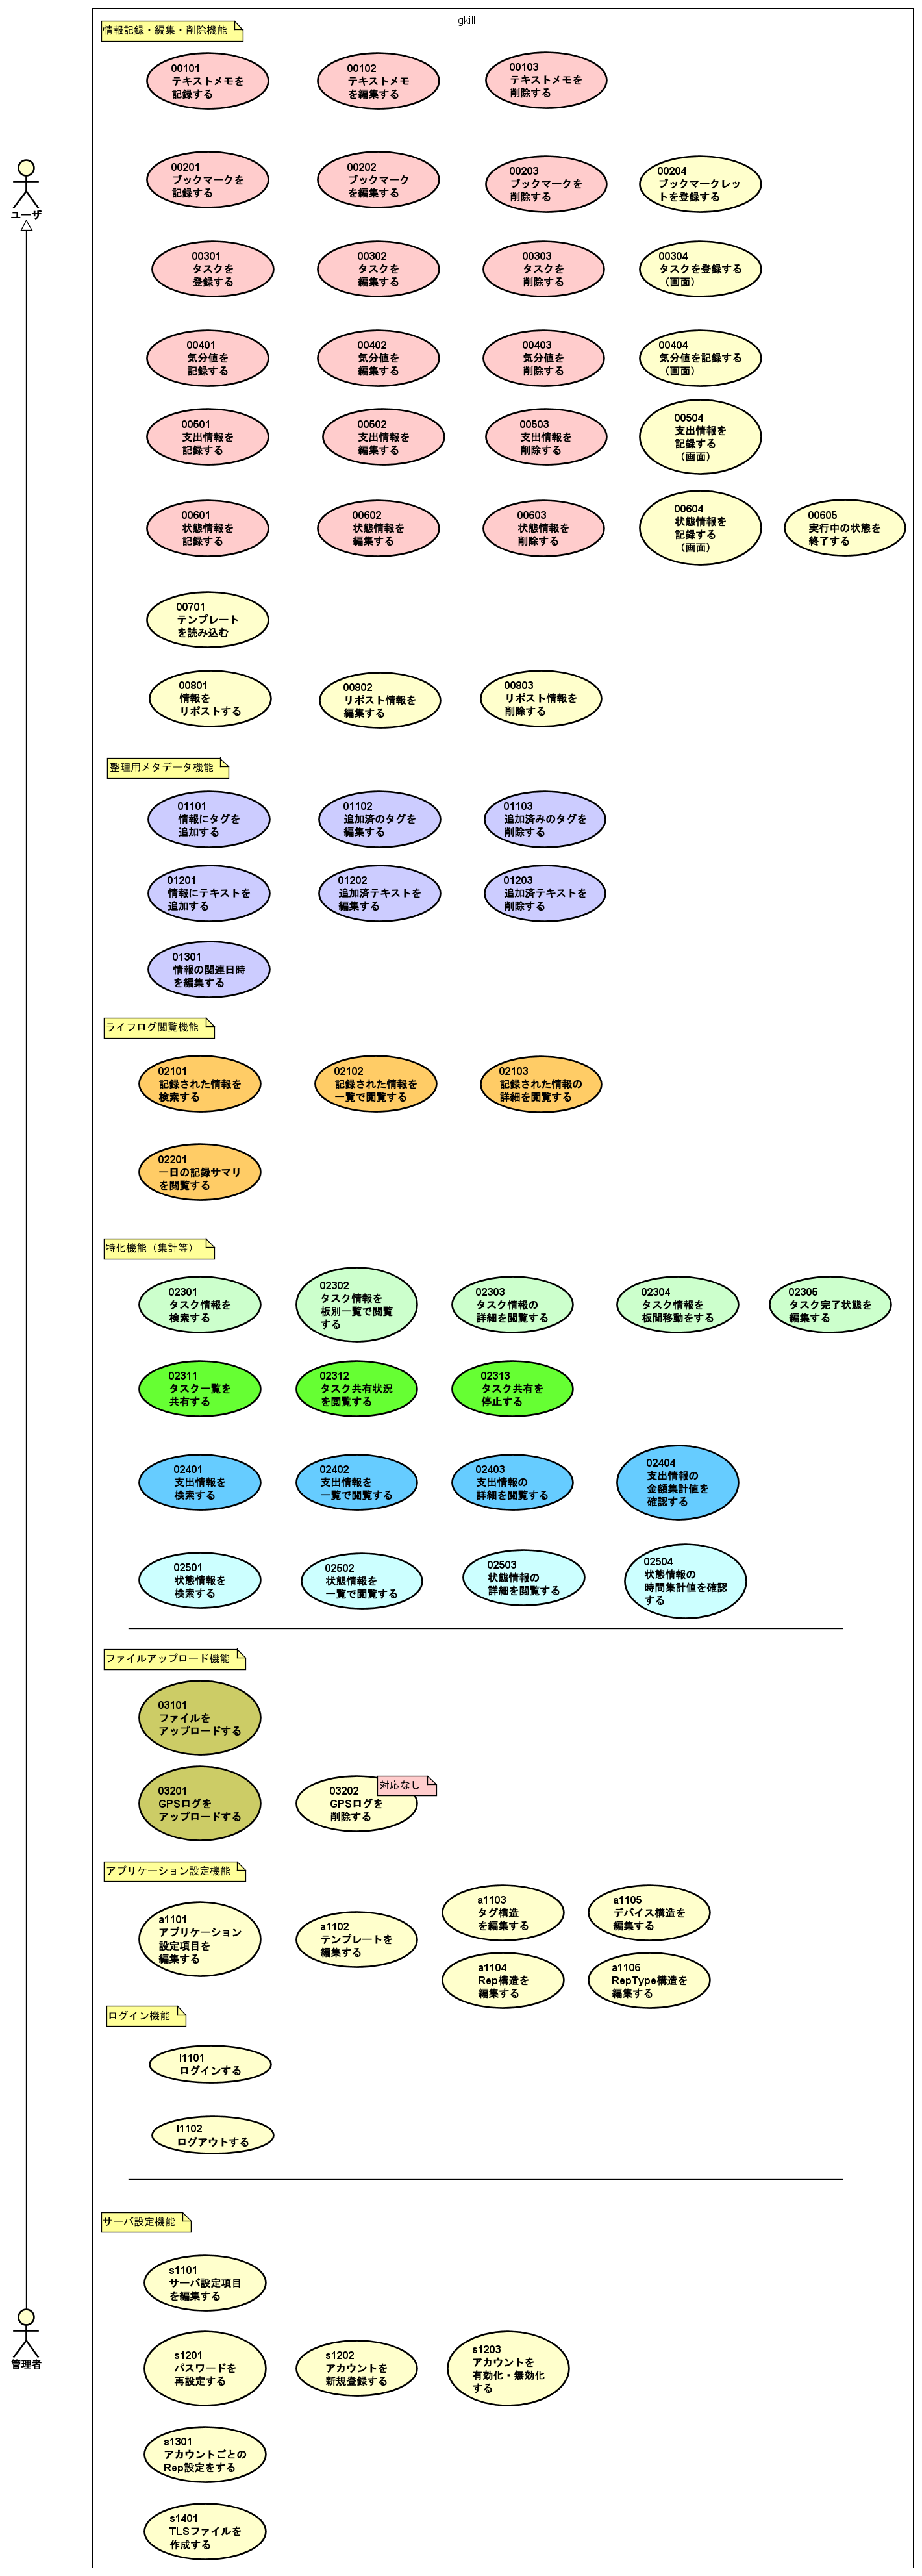 gkill
情報記録・編集・削除機能
00101
テキストメモを
記録する
00102
テキストメモ
を編集する
00103
テキストメモを
削除する
ユーザ
00201
ブックマークを
記録する
00202
ブックマーク
を編集する
00203
ブックマークを
削除する
00204
ブックマークレッ
トを登録する
00301
タスクを
登録する
00302
タスクを
編集する
00303
タスクを
削除する
00304
タスクを登録する
（画面）
00401
気分値を
記録する
00402
気分値を
編集する
00403
気分値を
削除する
00404
気分値を記録する
（画面）
00501
支出情報を
記録する
00502
支出情報を
編集する
00503
支出情報を
削除する
00504
支出情報を
記録する
（画面）
00601
状態情報を
記録する
00602
状態情報を
編集する
00603
状態情報を
削除する
00604
状態情報を
記録する
（画面）
00605
実行中の状態を
終了する
00701
テンプレート
を読み込む
00801
情報を
リポストする
00802
リポスト情報を
編集する
00803
リポスト情報を
削除する
整理用メタデータ機能
01101
情報にタグを
追加する
01102
追加済のタグを
編集する
01103
追加済みのタグを
削除する
01201
情報にテキストを
追加する
01202
追加済テキストを
編集する
01203
追加済テキストを
削除する
01301
情報の関連日時
を編集する
ライフログ閲覧機能
02101
記録された情報を
検索する
02102
記録された情報を
一覧で閲覧する
02103
記録された情報の
詳細を閲覧する
02201
一日の記録サマリ
を閲覧する
特化機能（集計等）
02301
タスク情報を
検索する
02302
タスク情報を
板別一覧で閲覧
する
02303
タスク情報の
詳細を閲覧する
02304
タスク情報を
板間移動をする
02305
タスク完了状態を
編集する
02311
タスク一覧を
共有する
02312
タスク共有状況
を閲覧する
02313
タスク共有を
停止する
02401
支出情報を
検索する
02402
支出情報を
一覧で閲覧する
02403
支出情報の
詳細を閲覧する
02404
支出情報の
金額集計値を
確認する
02501
状態情報を
検索する
02502
状態情報を
一覧で閲覧する
02503
状態情報の
詳細を閲覧する
02504
状態情報の
時間集計値を確認
する
ファイルアップロード機能
03101
ファイルを
アップロードする
03201
GPSログを
アップロードする
03202
GPSログを
削除する
対応なし
アプリケーション設定機能
a1101
アプリケーション
設定項目を
編集する
a1102
テンプレートを
編集する
a1103
タグ構造
を編集する
a1105
デバイス構造を
編集する
a1104
Rep構造を
編集する
a1106
RepType構造を
編集する
ログイン機能
l1101
ログインする
l1102
ログアウトする
サーバ設定機能
s1101
サーバ設定項目
を編集する
管理者
s1201
パスワードを
再設定する
s1202
アカウントを
新規登録する
s1203
アカウントを
有効化・無効化
する
s1301
アカウントごとの
Rep設定をする
s1401
TLSファイルを
作成する